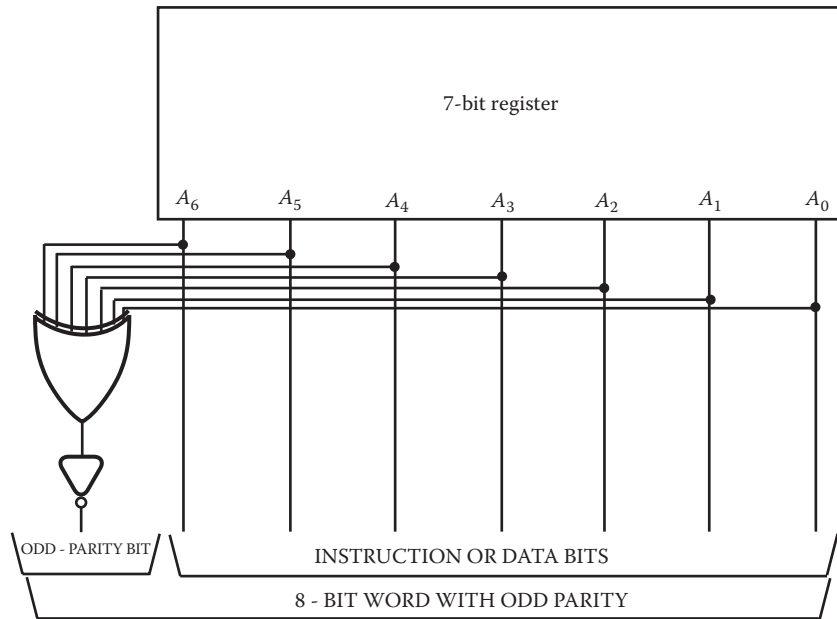 7-bit register
A₆ A₅ A₄ A₃ A₂ A₁ A₀
ODD - PARITY BIT
INSTRUCTION OR DATA BITS
8 - BIT WORD WITH ODD PARITY